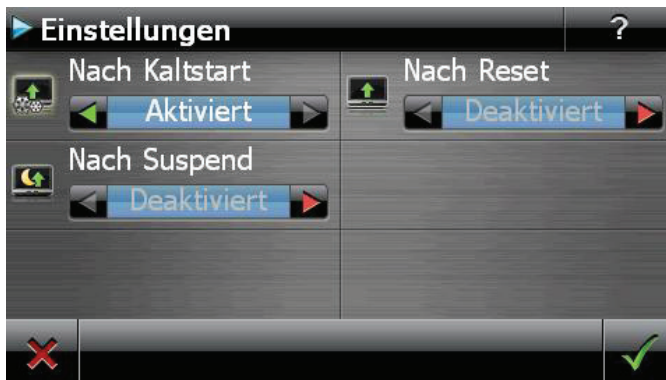 Einstellungen
?
Nach Kaltstart
Aktiviert
Nach Reset
Deaktiviert
Nach Suspend
Deaktiviert